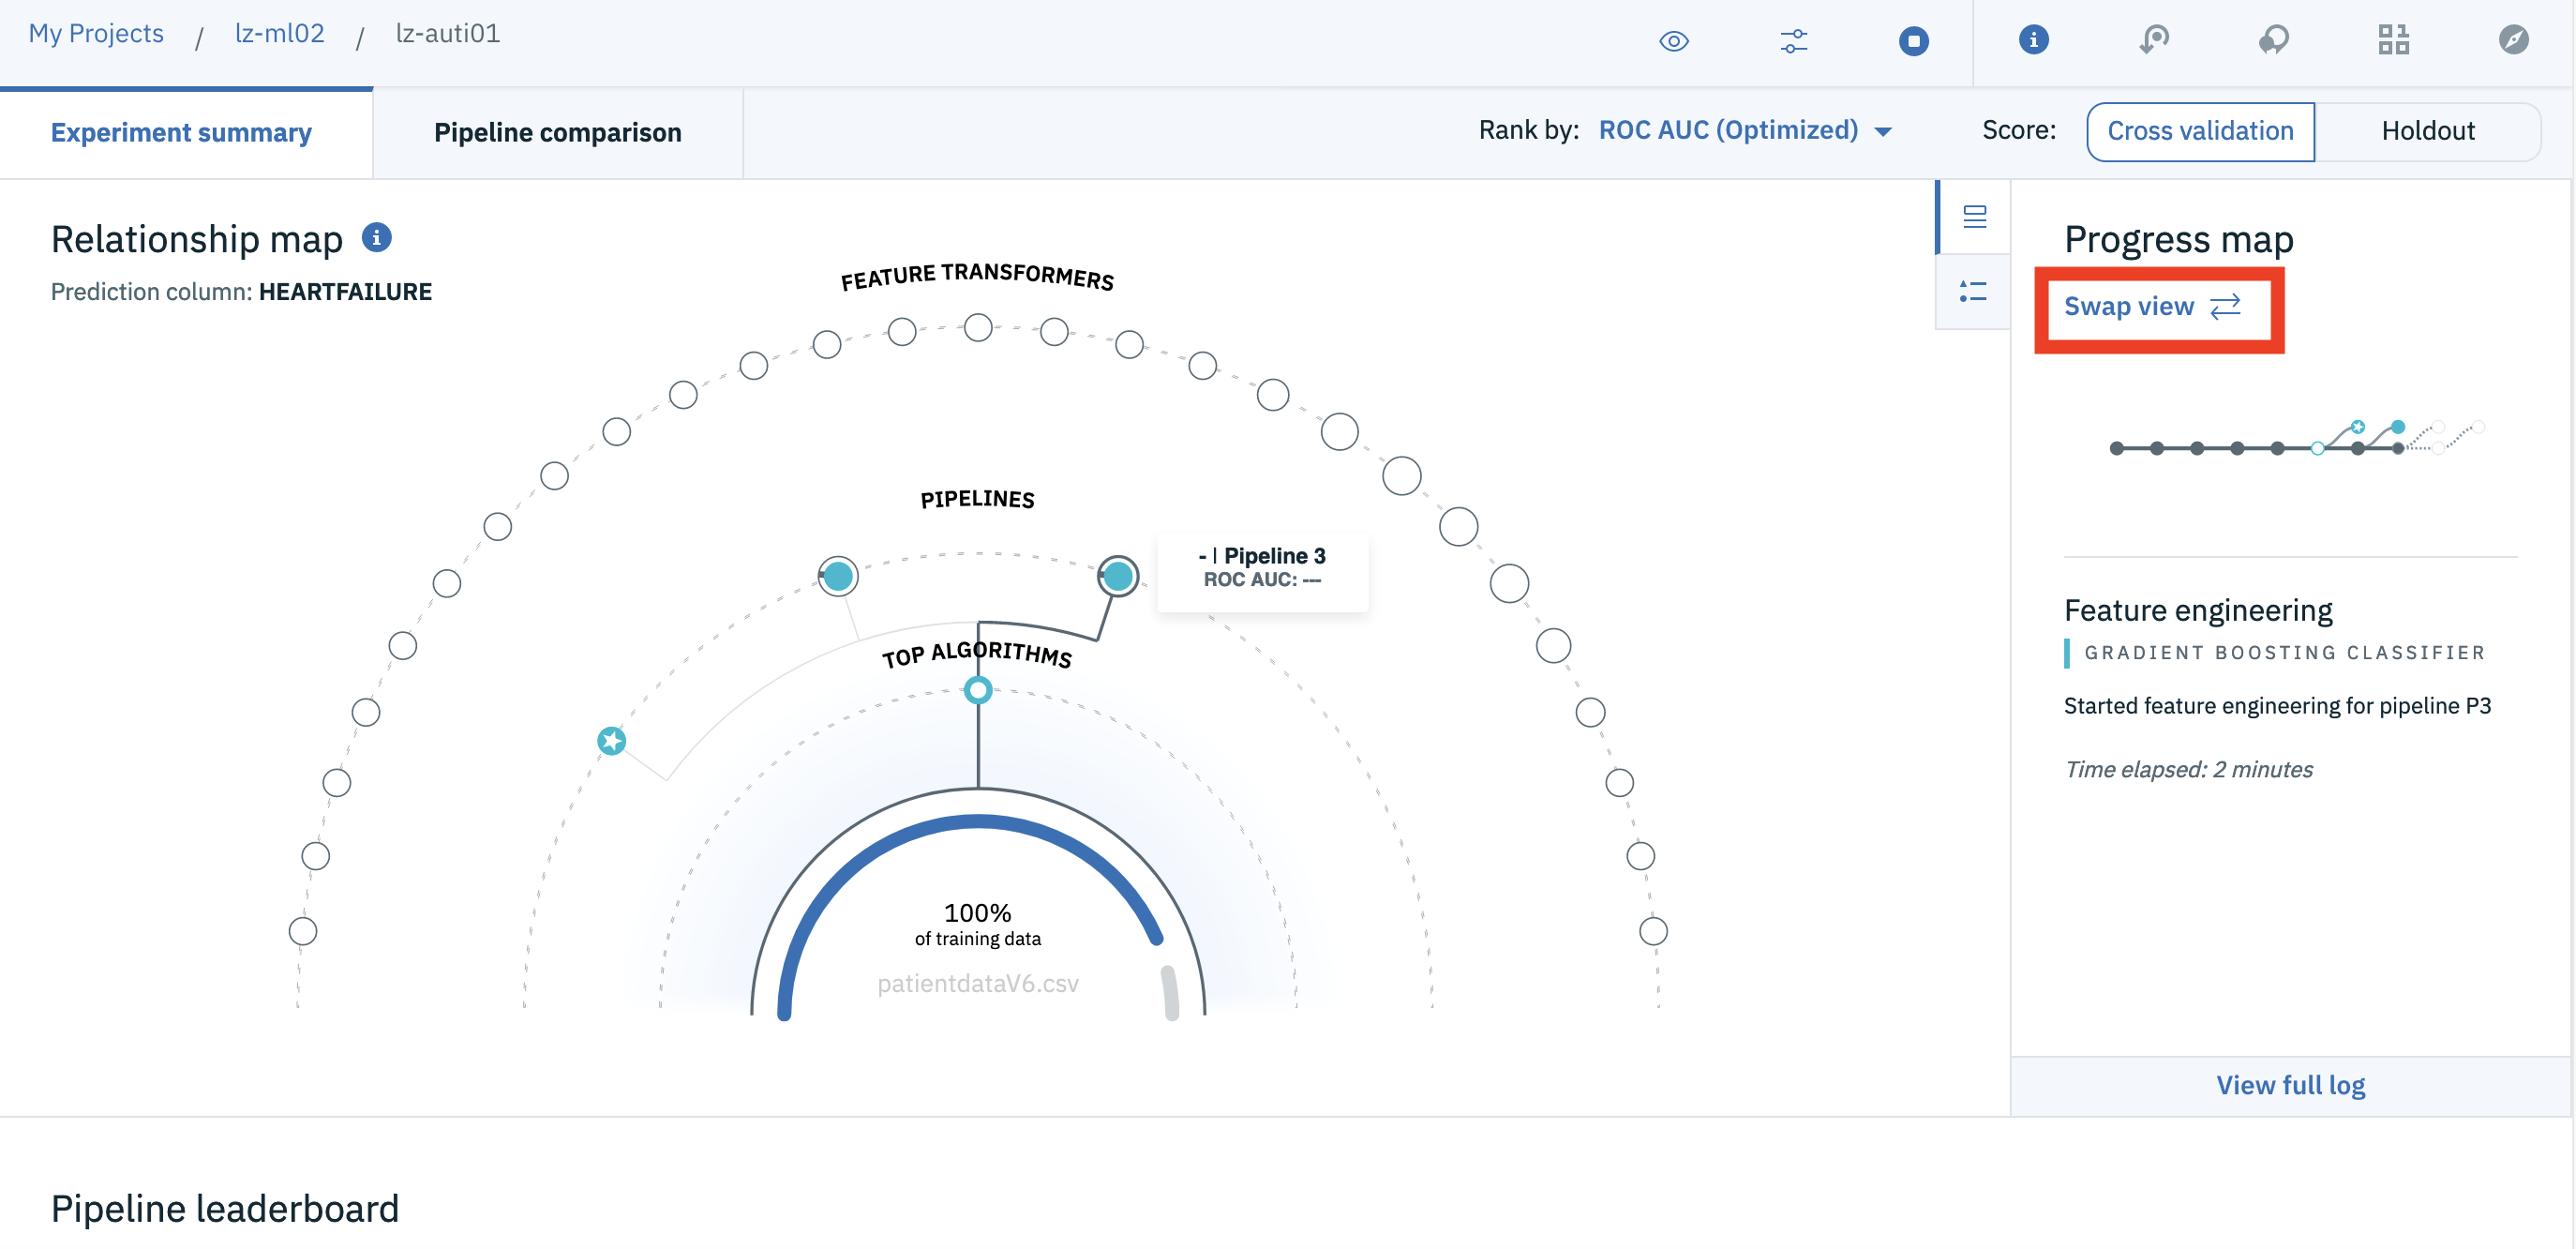 My Projects / lz-ml02 / lz-auti01
Experiment summary
Pipeline comparison
Rank by: ROC AUC (Optimized)
Score: Cross validation Holdout
Relationship map
Prediction column: HEARTFAILURE
FEATURE TRANSFORMERS
PIPELINES
- | Pipeline 3
ROC AUC: ---
TOP ALGORITHMS
100%
of training data
patientdataV6.csv
Progress map
Swap view
Feature engineering
GRADIENT BOOSTING CLASSIFIER
Started feature engineering for pipeline P3
Time elapsed: 2 minutes
View full log
Pipeline leaderboard